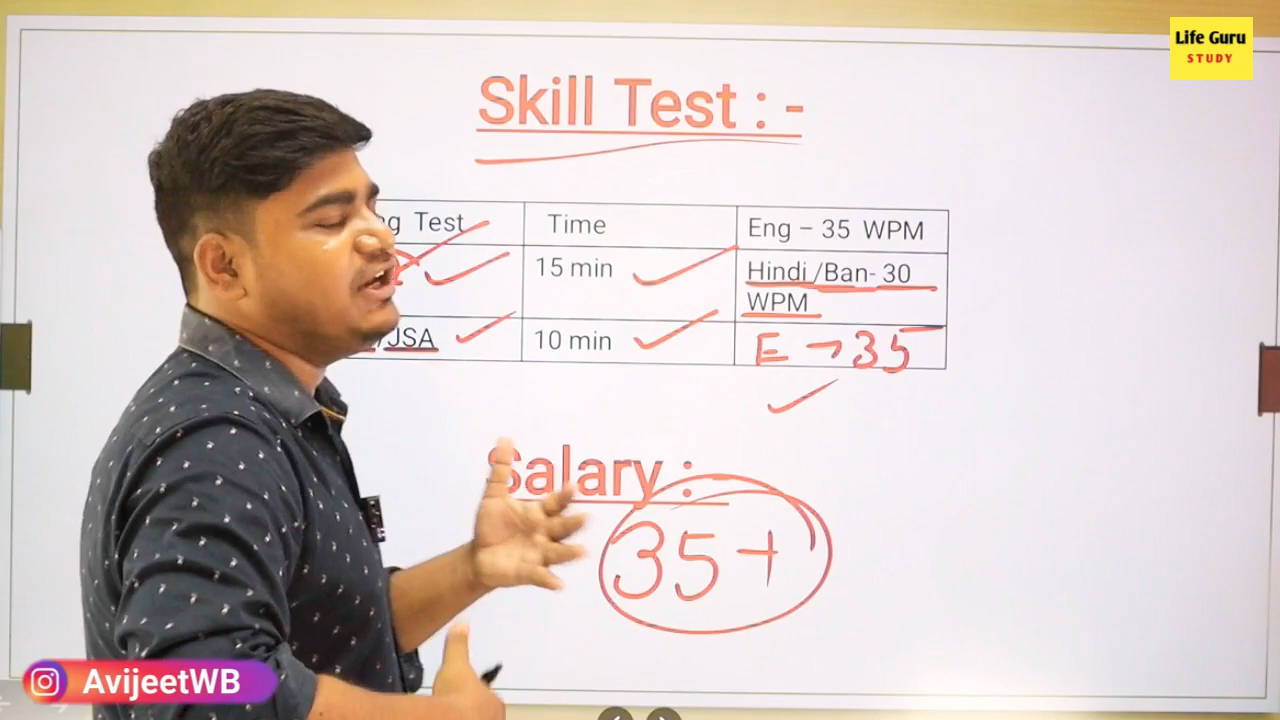 Life Guru
STUDY
Skill Test : -
Test
Time
Eng – 35 WPM
15 min
Hindi /Ban- 30
WPM
/JSA
10 min
E → 35
Salary :-
35+
AvijeetWB